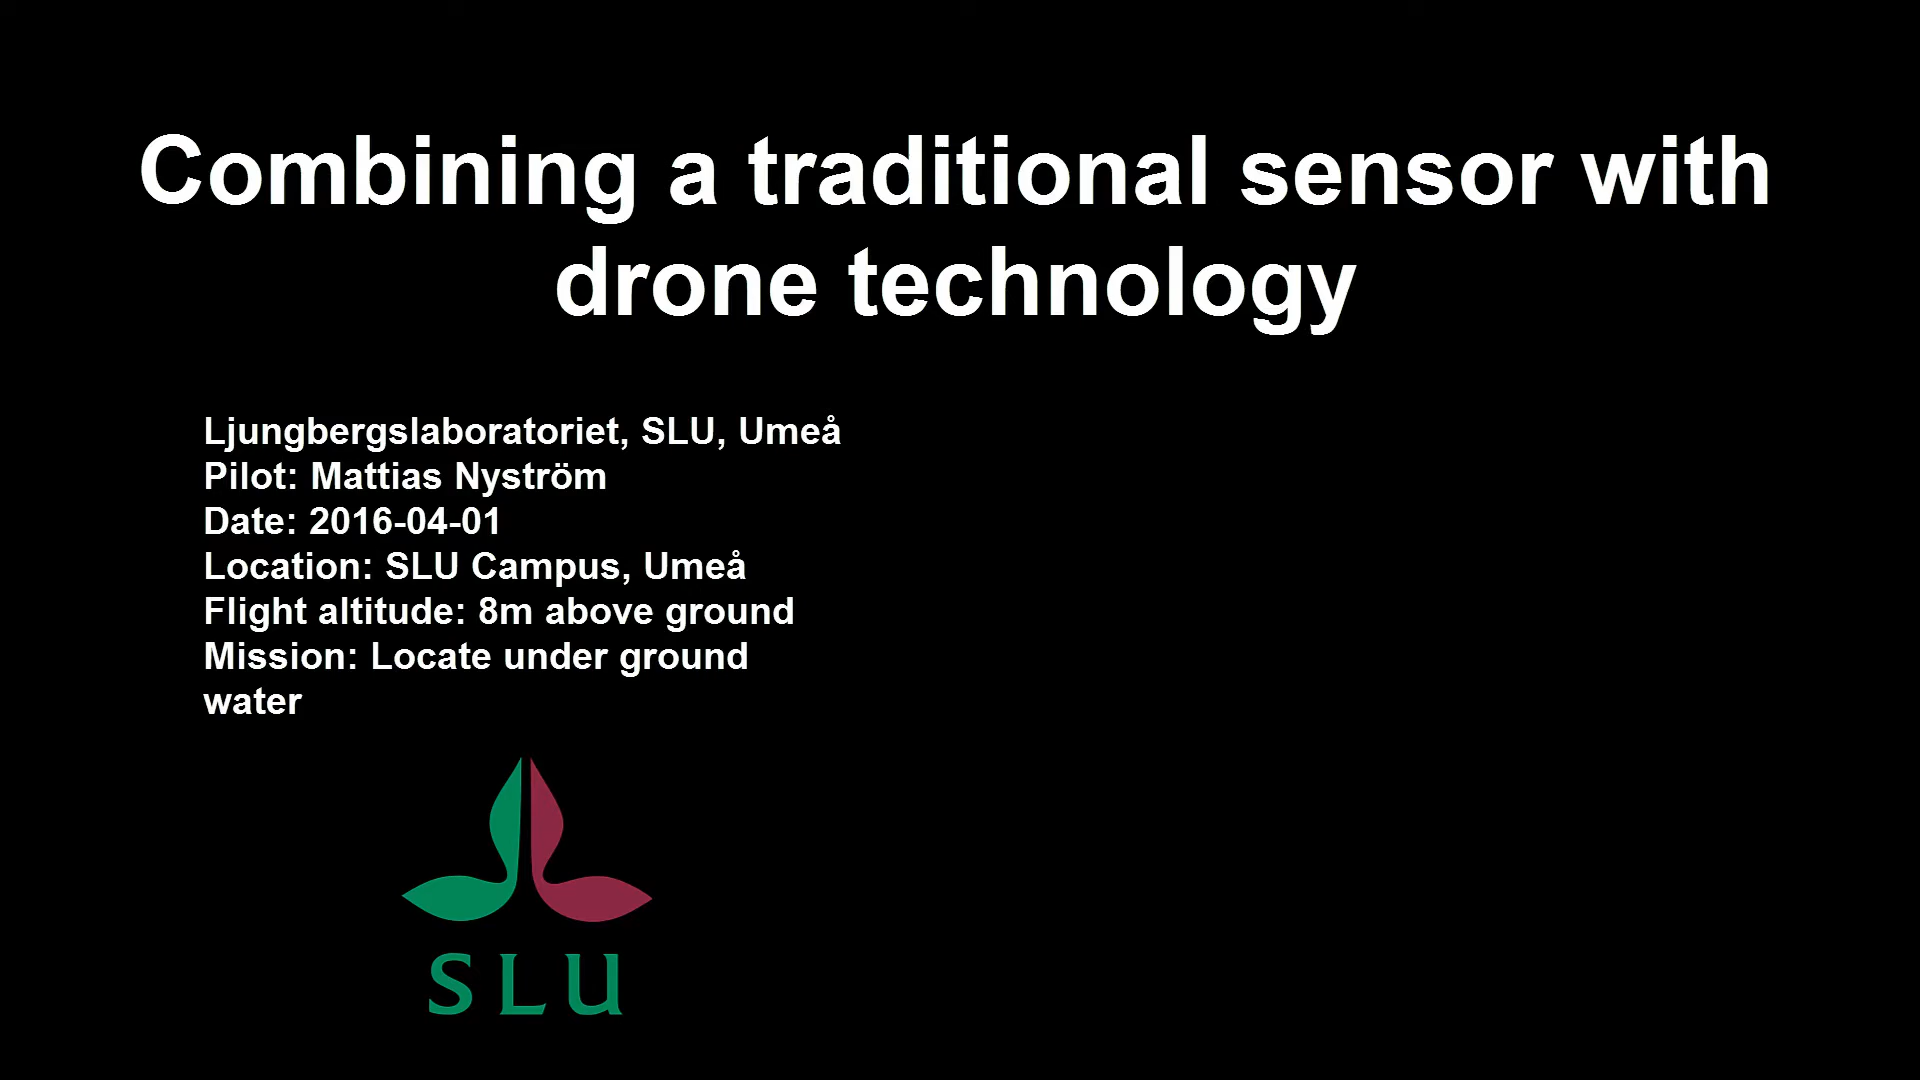 Combining a traditional sensor with
drone technology
Ljungbergslaboratoriet, SLU, Umeå
Pilot: Mattias Nyström
Date: 2016-04-01
Location: SLU Campus, Umeå
Flight altitude: 8m above ground
Mission: Locate under ground
water
SLU